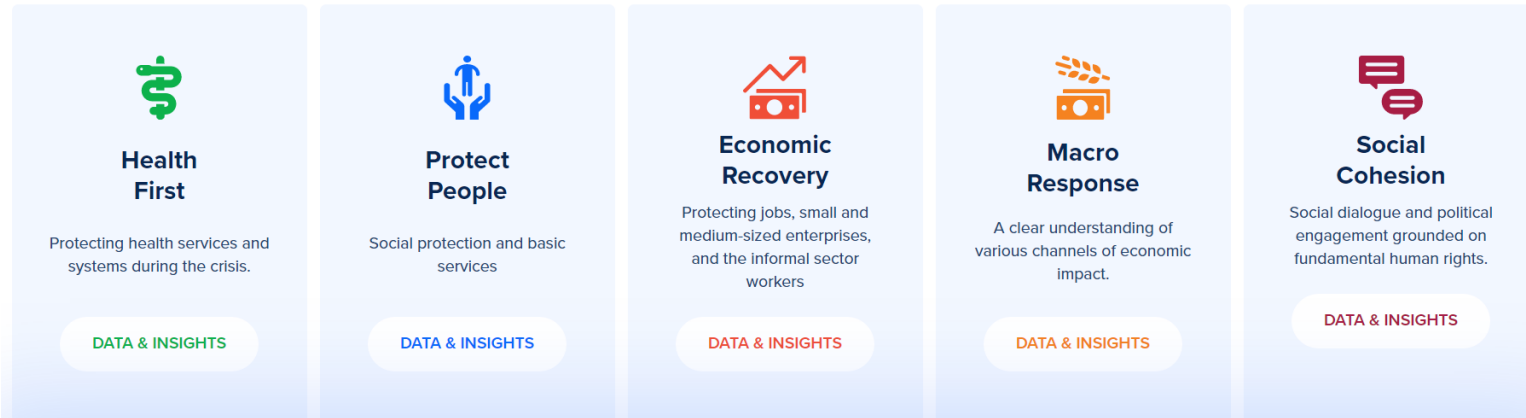 Health
First
Protecting health services and
systems during the crisis.
DATA & INSIGHTS
Protect
People
Social protection and basic
services
DATA & INSIGHTS
Economic
Recovery
Protecting jobs, small and
medium-sized enterprises,
and the informal sector
workers
DATA & INSIGHTS
Macro
Response
A clear understanding of
various channels of economic
impact.
DATA & INSIGHTS
Social
Cohesion
Social dialogue and political
engagement grounded on
fundamental human rights.
DATA & INSIGHTS